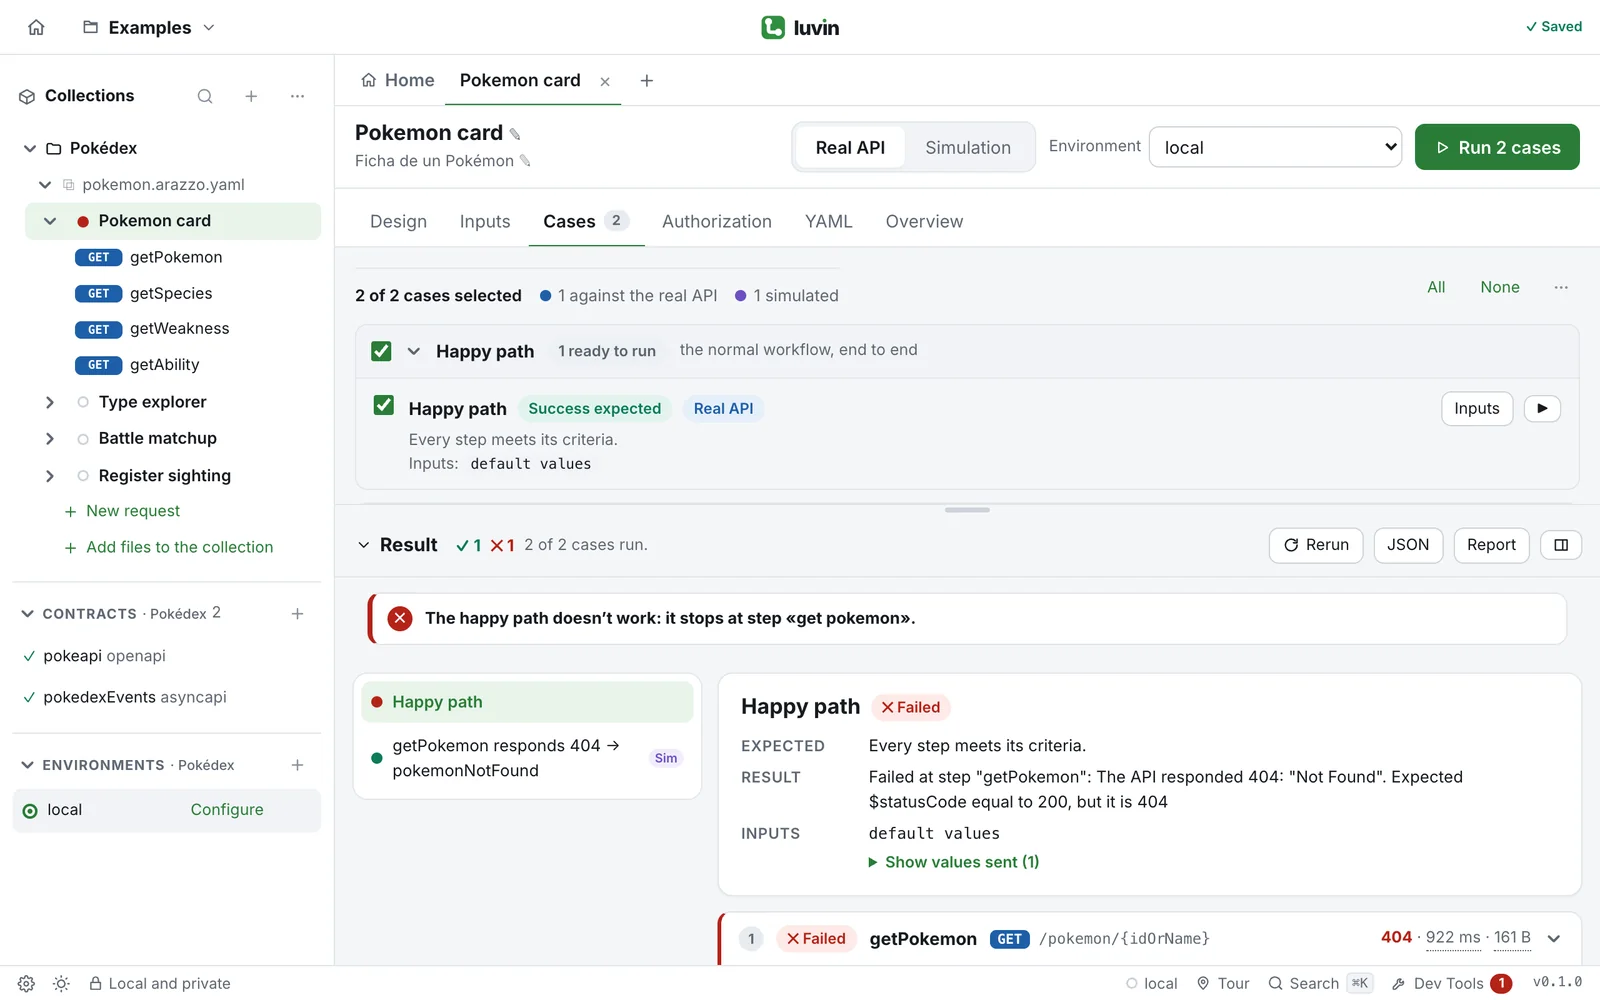 Examples
luvin
Saved
Collections
Home
Pokemon card
Pokédex
pokemon.arazzo.yaml
Pokemon card
GET getPokemon
GET getSpecies
GET getWeakness
GET getAbility
Type explorer
Battle matchup
Register sighting
New request
Add files to the collection
CONTRACTS · Pokédex 2
pokeapi openapi
pokedexEvents asyncapi
ENVIRONMENTS · Pokédex
local Configure
Pokemon card
Ficha de un Pokémon
Real API Simulation
Environment local
Run 2 cases
Design Inputs Cases 2 Authorization YAML Overview
2 of 2 cases selected 1 against the real API 1 simulated
All None
Happy path 1 ready to run the normal workflow, end to end
Happy path Success expected Real API
Inputs
Every step meets its criteria.
Inputs: default values
Result 1 1 2 of 2 cases run.
Rerun JSON Report
The happy path doesn’t work: it stops at step «get pokemon».
Happy path
getPokemon responds 404 →
pokemonNotFound
Sim
Happy path Failed
EXPECTED Every step meets its criteria.
RESULT Failed at step "getPokemon": The API responded 404: "Not Found". Expected
$statusCode equal to 200, but it is 404
INPUTS default values
Show values sent (1)
1 Failed getPokemon GET /pokemon/{idOrName} 404 · 922 ms · 161 B
Local and private
local Tour Search ⌘K Dev Tools 1 v0.1.0